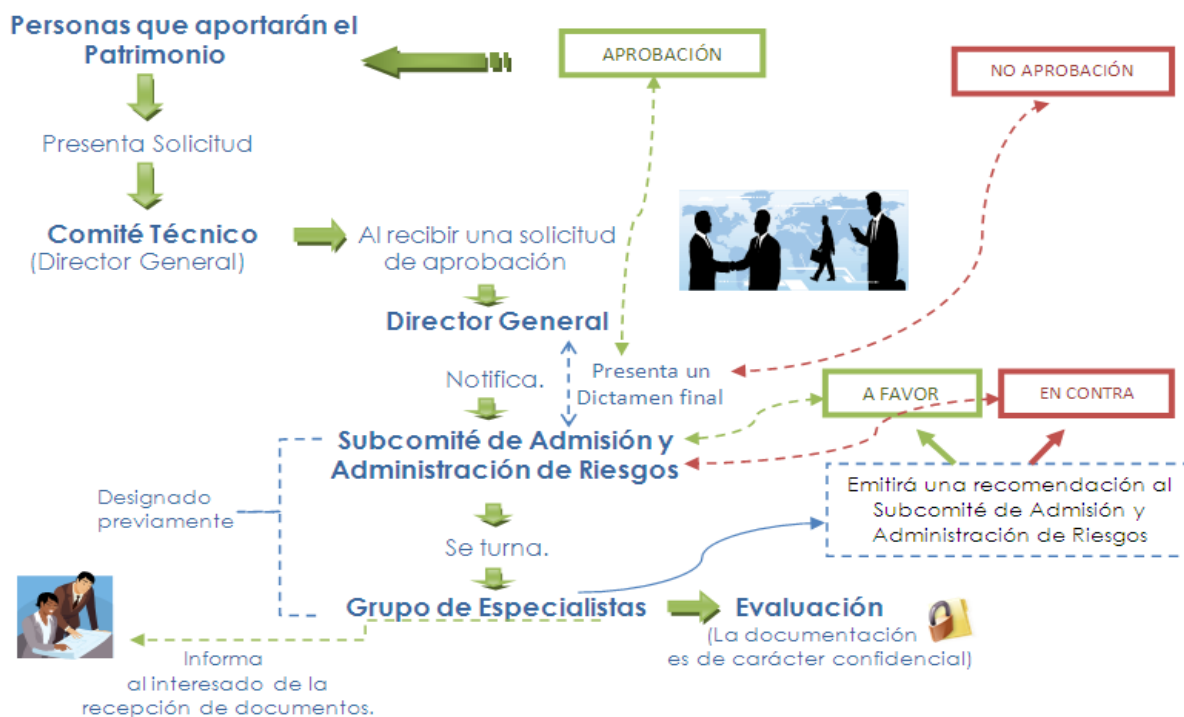 Personas que aportarán el
Patrimonio
APROBACIÓN
NO APROBACIÓN
Presenta Solicitud
Comité Técnico
(Director General)
Al recibir una solicitud
de aprobación
Director General
Notifica.
Presenta un
Dictamen final
A FAVOR
EN CONTRA
Subcomité de Admisión y
Administración de Riesgos
Designado
previamente
Emitirá una recomendación al
Subcomité de Admisión y
Administración de Riesgos
Se turna.
Grupo de Especialistas
Evaluación
(La documentación
es de carácter confidencial)
Informa
al interesado de la
recepción de documentos.